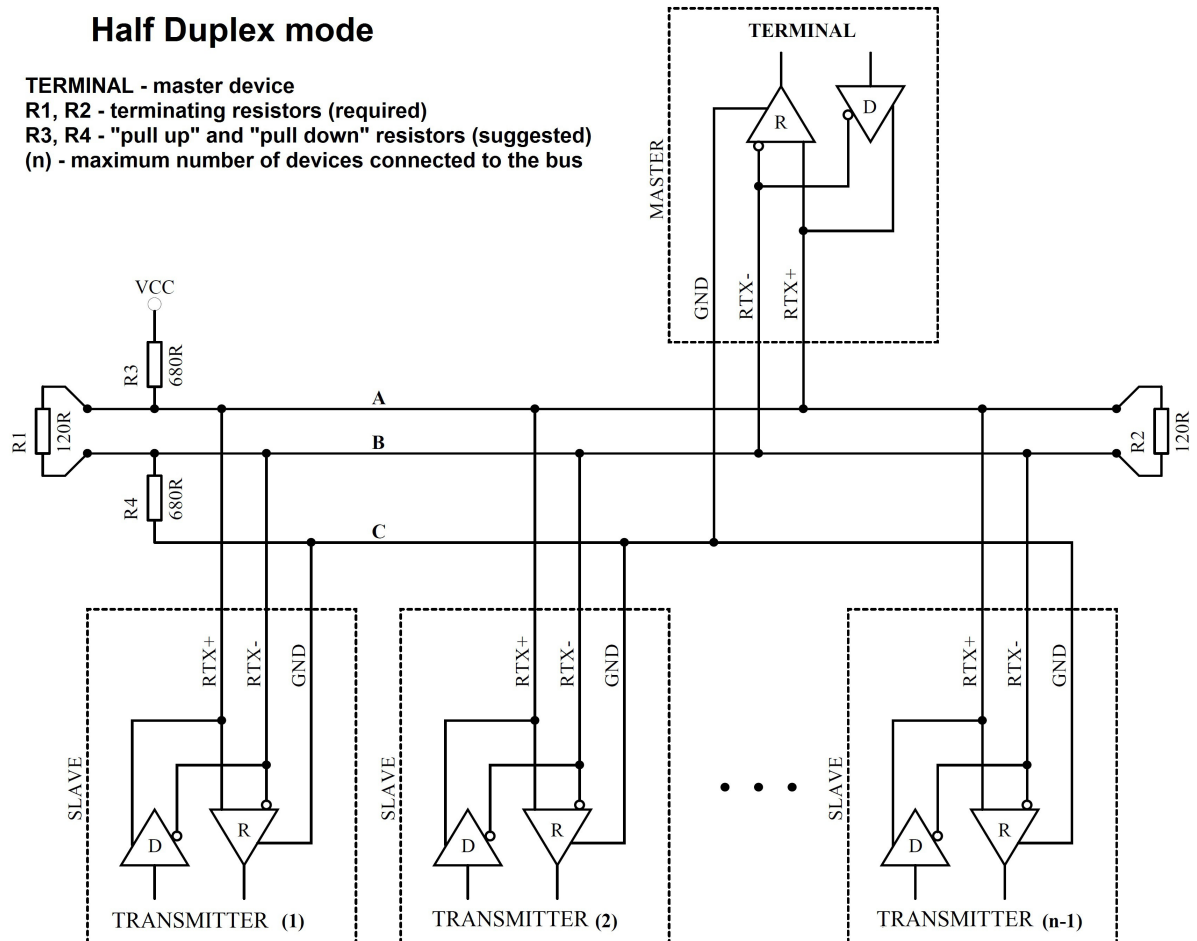 Half Duplex mode
TERMINAL - master device
R1, R2 - terminating resistors (required)
R3, R4 - "pull up" and "pull down" resistors (suggested)
(n) - maximum number of devices connected to the bus
TERMINAL
R
D
MASTER
GND
RTX-
RTX+
VCC
R3
680R
A
R1
120R
B
R2
120R
R4
680R
C
RTX+
RTX-
GND
SLAVE
D
R
TRANSMITTER (1)
RTX+
RTX-
GND
SLAVE
D
R
TRANSMITTER (2)
RTX+
RTX-
GND
SLAVE
D
R
TRANSMITTER (n-1)